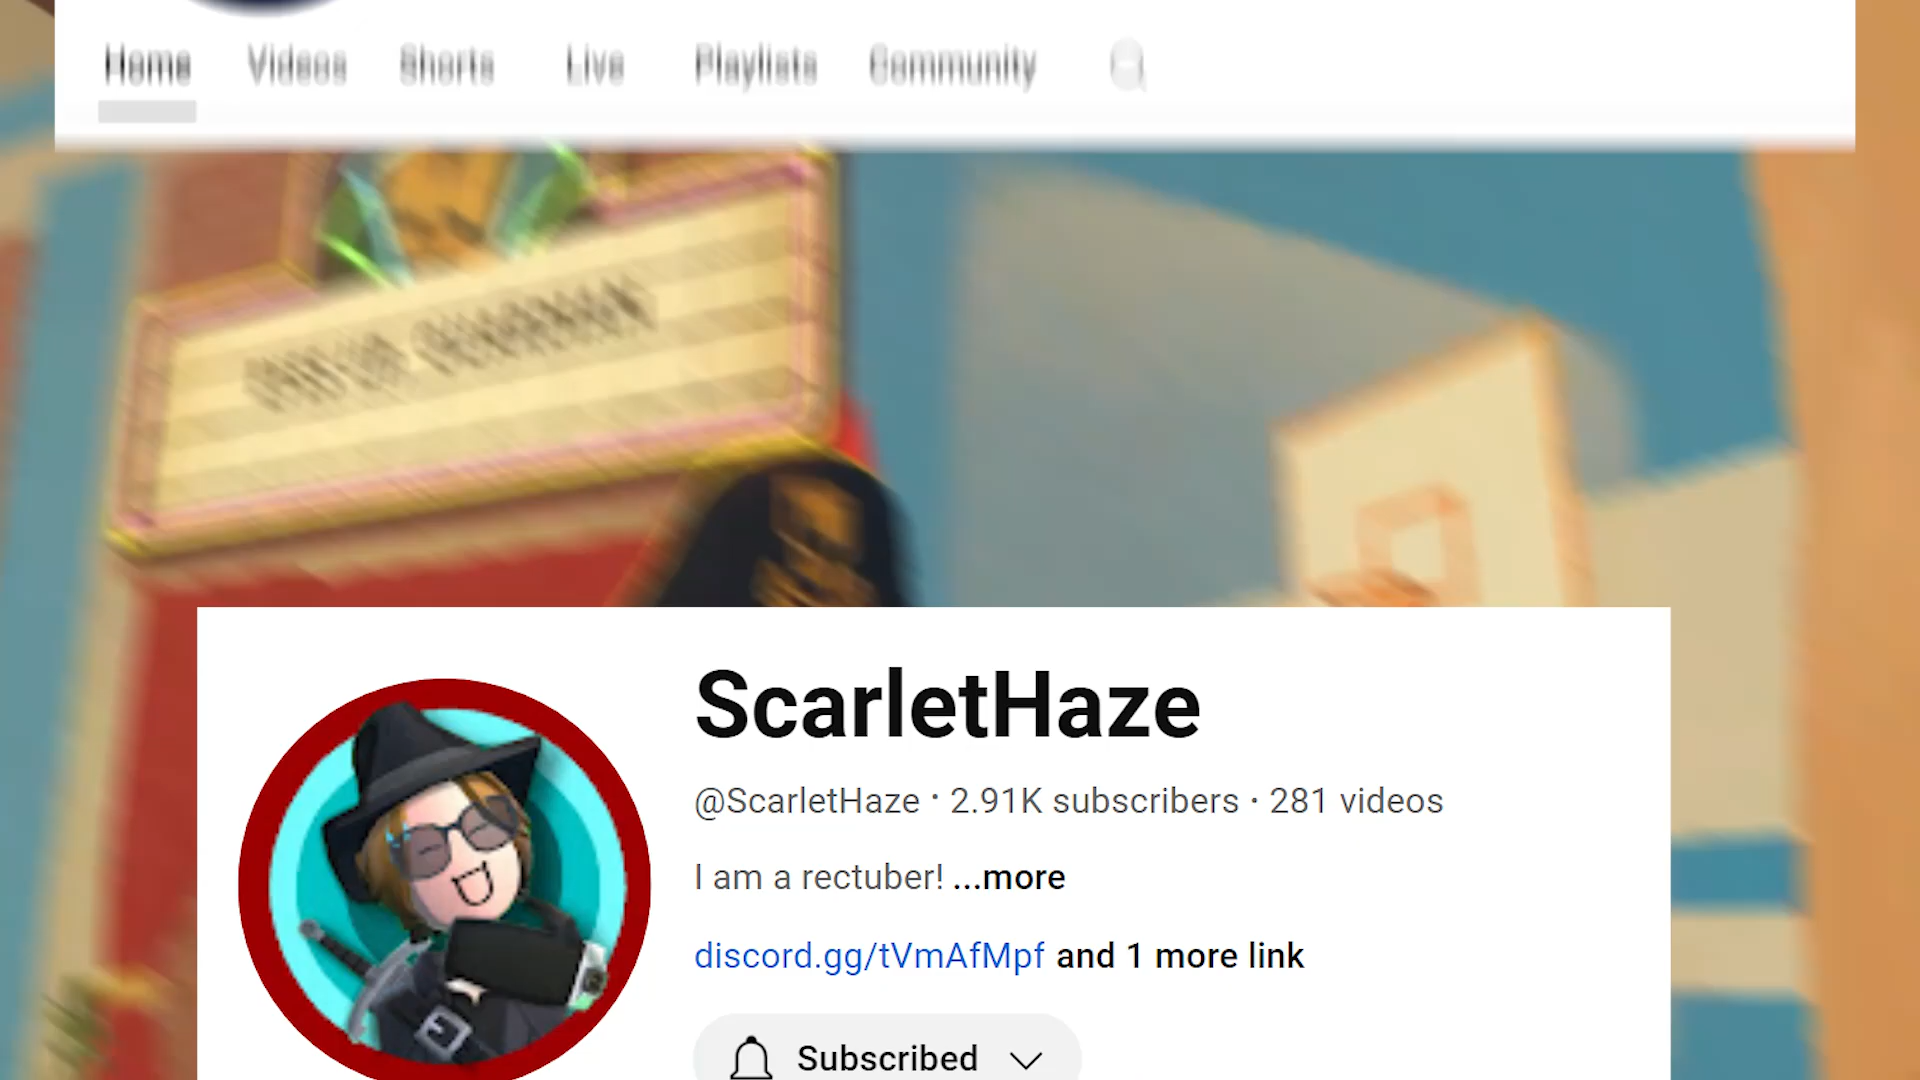 Home Videos Shorts Live Playlists Community
ScarletHaze
@ScarletHaze · 2.91K subscribers · 281 videos
I am a rectuber! ...more
discord.gg/tVmAfMpf and 1 more link
Subscribed